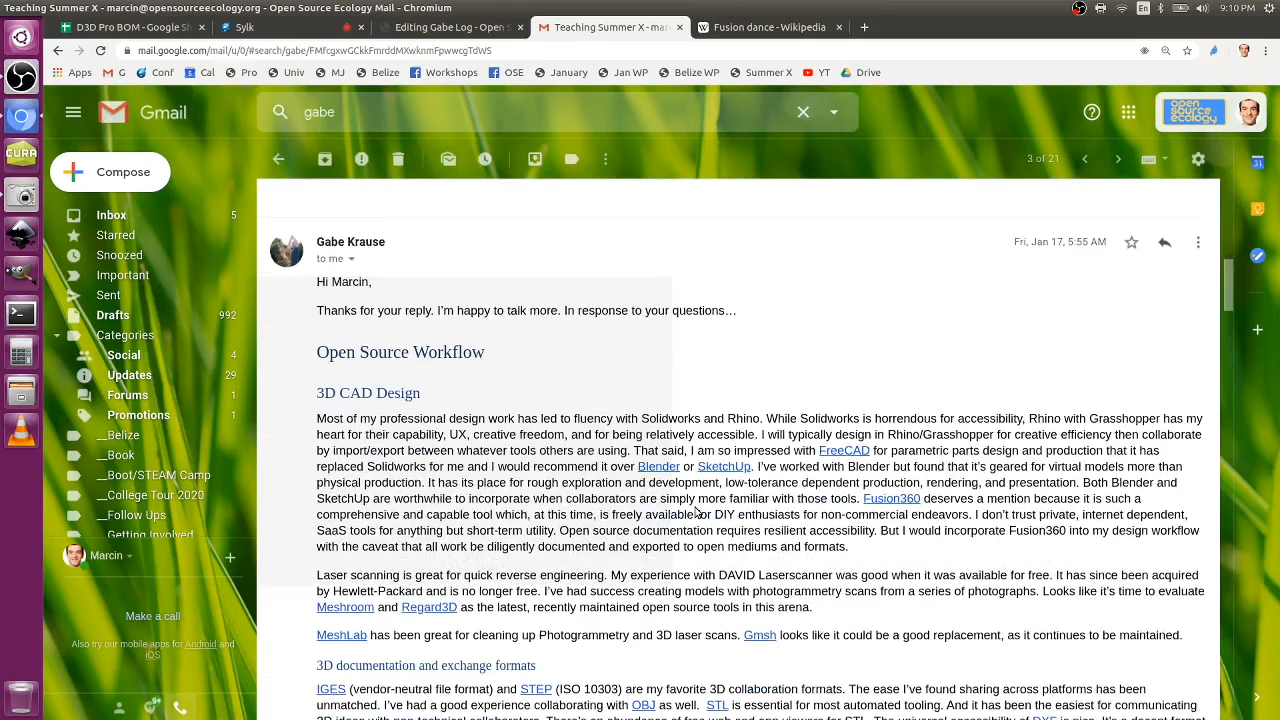 Teaching Summer X - marcin@opensourceecology.org - Open Source Ecology Mail - Chromium
En
9:10 PM
D3D Pro BOM - Google Sh
Sylk
Editing Gabe Log - Open S
Teaching Summer X - mar
Fusion dance - Wikipedia
mail.google.com/mail/u/0/#search/gabe/FMfcgxwGCkkFmrddMXwknmFpwwcgTdWS
Apps
G
Conf
Cal
Pro
Univ
MJ
Belize
Workshops
OSE
January
Jan WP
Belize WP
Summer X
YT
Drive
Gmail
gabe
open
source
ecology
CURA
Compose
3 of 21
Inbox 5
Starred
Snoozed
Important
Sent
Drafts 992
Categories
Social 4
Updates 29
Forums 1
Promotions 1
__Belize
__Book
__Boot/STEAM Camp
__College Tour 2020
__Follow Ups
Getting Involved
Marcin
Make a call
Also try our mobile apps for Android and
iOS
Gabe Krause
Fri, Jan 17, 5:55 AM
to me
Hi Marcin,
Thanks for your reply. I'm happy to talk more. In response to your questions…
Open Source Workflow
3D CAD Design
Most of my professional design work has led to fluency with Solidworks and Rhino. While Solidworks is horrendous for accessibility, Rhino with Grasshopper has my
heart for their capability, UX, creative freedom, and for being relatively accessible. I will typically design in Rhino/Grasshopper for creative efficiency then collaborate
by import/export between whatever tools others are using. That said, I am so impressed with FreeCAD for parametric parts design and production that it has
replaced Solidworks for me and I would recommend it over Blender or SketchUp. I've worked with Blender but found that it's geared for virtual models more than
physical production. It has its place for rough exploration and development, low-tolerance dependent production, rendering, and presentation. Both Blender and
SketchUp are worthwhile to incorporate when collaborators are simply more familiar with those tools. Fusion360 deserves a mention because it is such a
comprehensive and capable tool which, at this time, is freely available for DIY enthusiasts for non-commercial endeavors. I don't trust private, internet dependent,
SaaS tools for anything but short-term utility. Open source documentation requires resilient accessibility. But I would incorporate Fusion360 into my design workflow
with the caveat that all work be diligently documented and exported to open mediums and formats.
Laser scanning is great for quick reverse engineering. My experience with DAVID Laserscanner was good when it was available for free. It has since been acquired
by Hewlett-Packard and is no longer free. I've had success creating models with photogrammetry scans from a series of photographs. Looks like it's time to evaluate
Meshroom and Regard3D as the latest, recently maintained open source tools in this arena.
MeshLab has been great for cleaning up Photogrammetry and 3D laser scans. Gmsh looks like it could be a good replacement, as it continues to be maintained.
3D documentation and exchange formats
IGES (vendor-neutral file format) and STEP (ISO 10303) are my favorite 3D collaboration formats. The ease I've found sharing across platforms has been
unmatched. I've had a good experience collaborating with OBJ as well. STL is essential for most automated tooling. And it has been the easiest for communicating